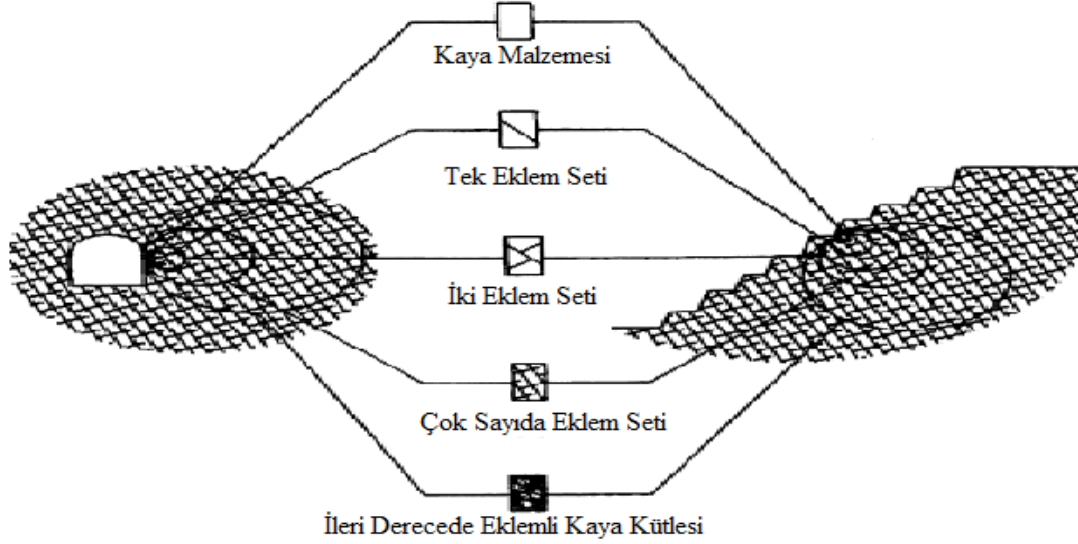 Kaya Malzemesi
Tek Eklem Seti
İki Eklem Seti
Çok Sayıda Eklem Seti
İleri Derecede Eklemli Kaya Kütlesi